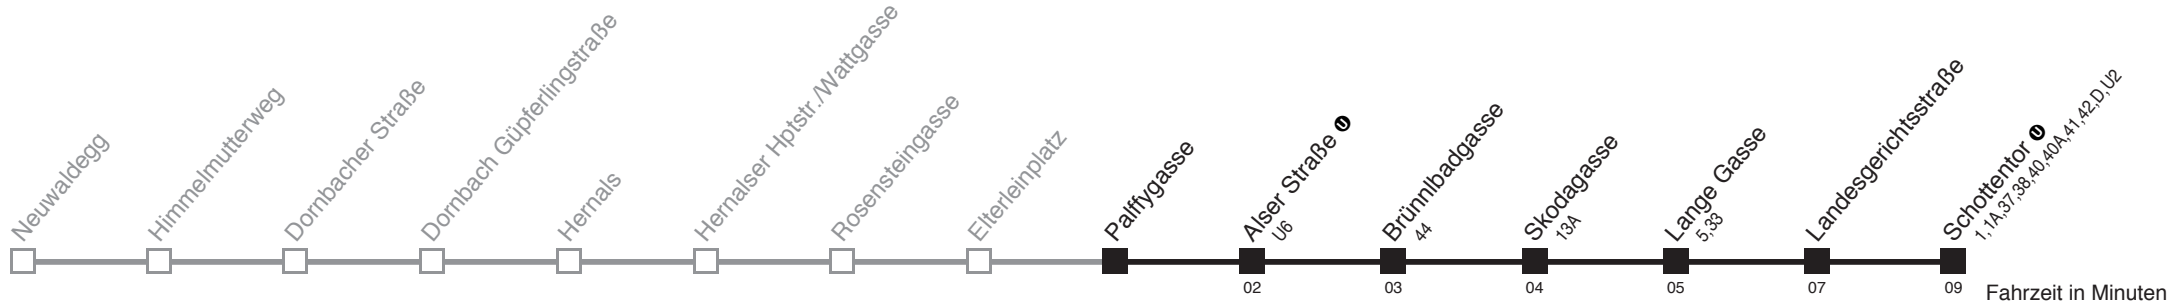 Neuwaldegg
Himmelmutterweg
Dornbacher Straße
Dornbach Güpferlingstraße
Hernals
Hernalser Hptstr./Wattgasse
Rosensteingasse
Elterleinplatz
Palffygasse
Alser Straße U
U6
Brünnlbadgasse
44
Skodagasse
13A
Lange Gasse
5,33
Landesgerichtsstraße
Schottentor U
1,1A,37,38,40,40A,41,42,D,U2
02 03 04 05 07 09
Fahrzeit in Minuten